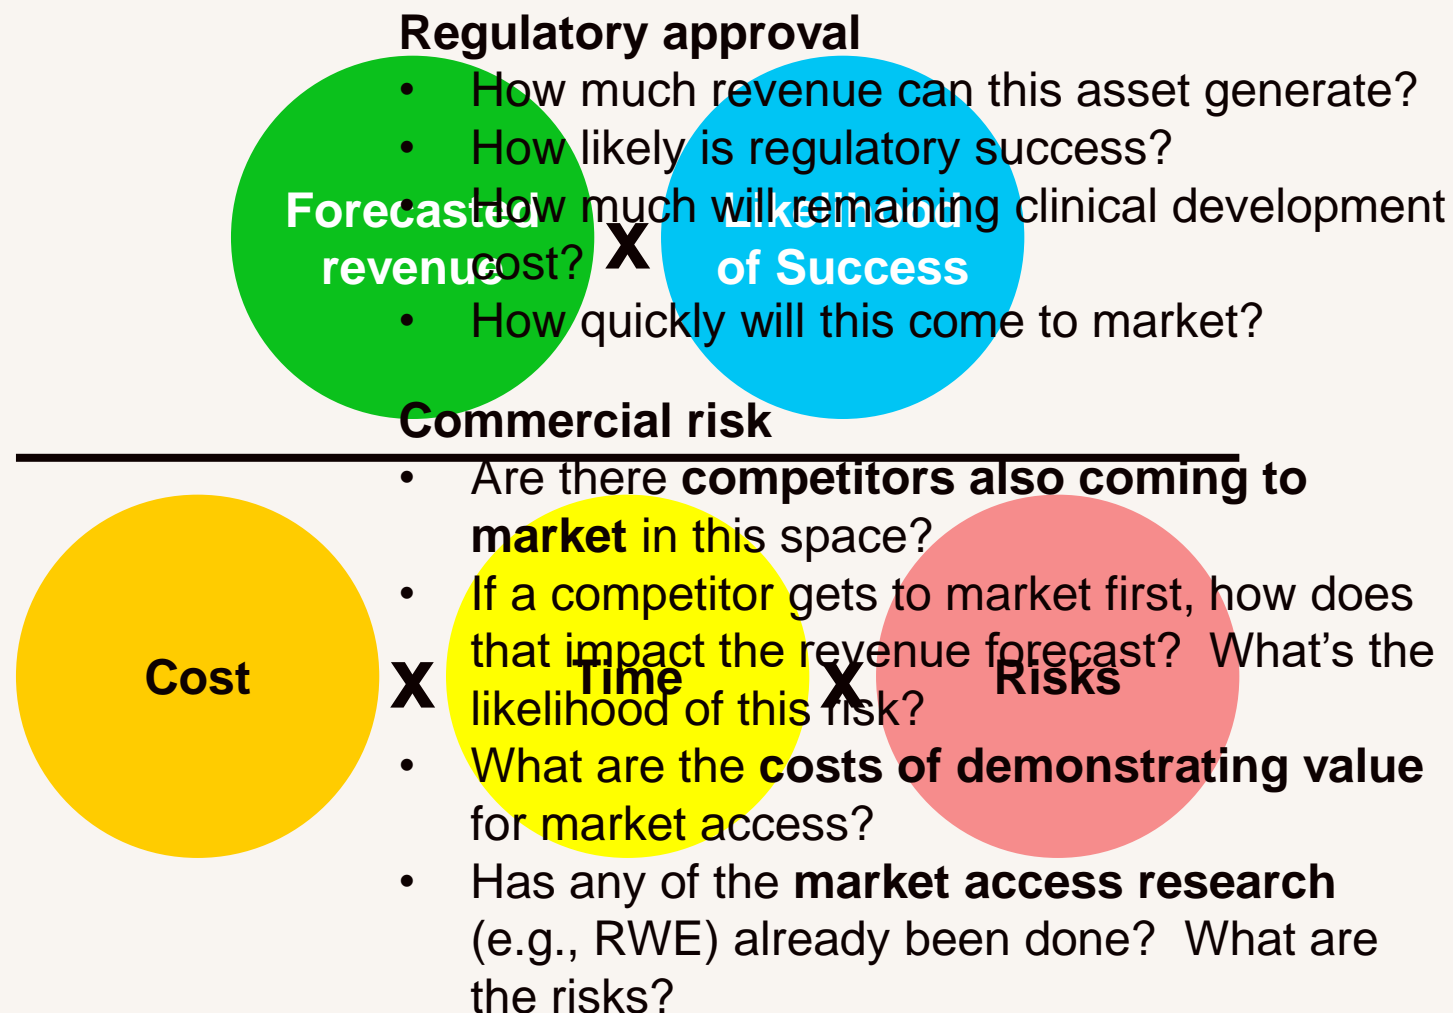 Regulatory approval
• How much revenue can this asset generate?
• How likely is regulatory success?
• How much will remaining clinical development
cost?
• How quickly will this come to market?
Commercial risk
• Are there competitors also coming to
market in this space?
• If a competitor gets to market first, how does
that impact the revenue forecast?  What’s the
likelihood of this risk?
• What are the costs of demonstrating value
for market access?
• Has any of the market access research
(e.g., RWE) already been done?  What are
the risks?
Forecasted
revenue
x
Likelihood
of Success
Cost
x
Time
x
Risks